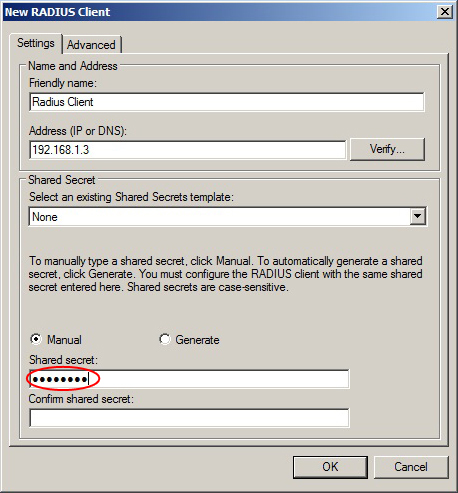 New RADIUS Client
Settings
Advanced
Name and Address
Friendly name:
Radius Client
Address (IP or DNS):
192.168.1.3
Verify...
Shared Secret
Select an existing Shared Secrets template:
None
To manually type a shared secret, click Manual. To automatically generate a shared
secret, click Generate. You must configure the RADIUS client with the same shared
secret entered here. Shared secrets are case-sensitive.
Manual
Generate
Shared secret:
●●●●●●●●
Confirm shared secret:
OK
Cancel